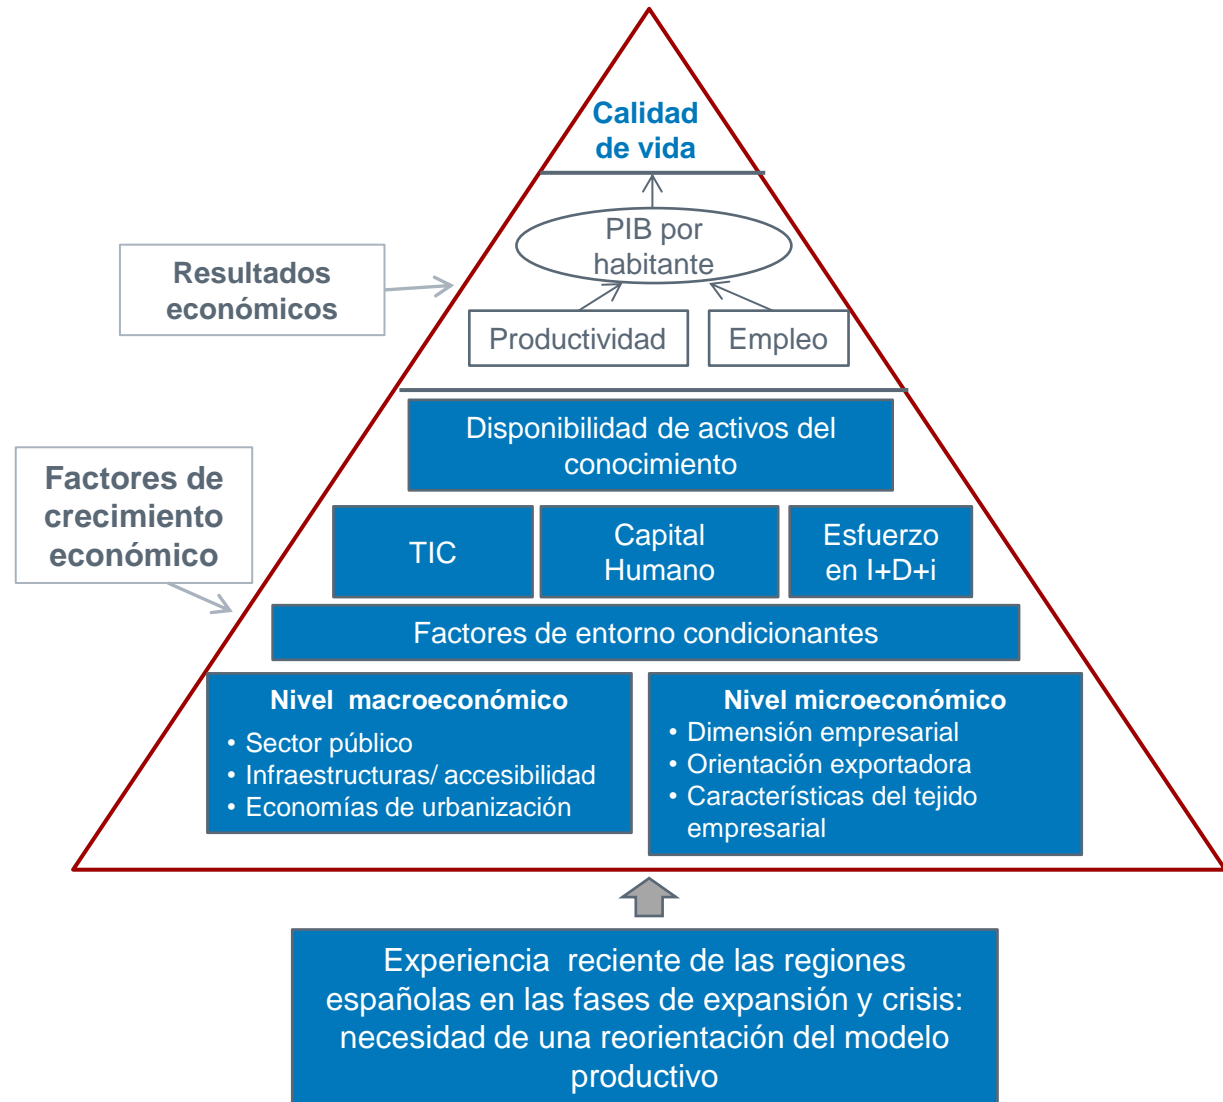 Calidad
de vida
PIB por
habitante
Resultados
económicos
Productividad
Empleo
Disponibilidad de activos del
conocimiento
Factores de
crecimiento
económico
TIC
Capital
Humano
Esfuerzo
en I+D+i
Factores de entorno condicionantes
Nivel macroeconómico
• Sector público
• Infraestructuras/ accesibilidad
• Economías de urbanización
Nivel microeconómico
• Dimensión empresarial
• Orientación exportadora
• Características del tejido
empresarial
Experiencia reciente de las regiones
españolas en las fases de expansión y crisis:
necesidad de una reorientación del modelo
productivo